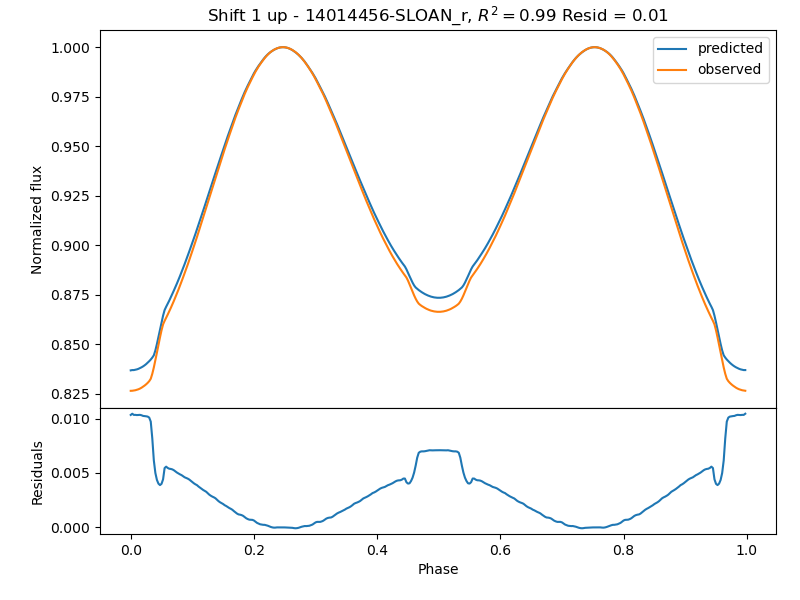 Shift 1 up - 14014456-SLOAN_r, R² = 0.99 Resid = 0.01
predicted
observed
Normalized flux
1.000
0.975
0.950
0.925
0.900
0.875
0.850
0.825
Residuals
0.010
0.005
0.000
0.0 0.2 0.4 0.6 0.8 1.0
Phase